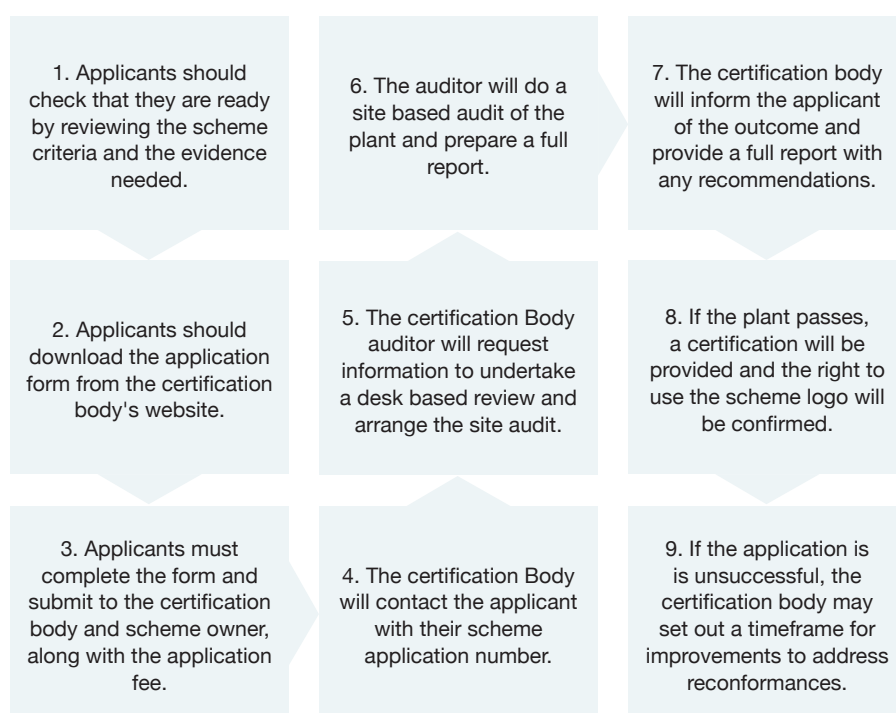 1. Applicants should
check that they are ready
by reviewing the scheme
criteria and the evidence
needed.
2. Applicants should
download the application
form from the certification
body's website.
3. Applicants must
complete the form and
submit to the certification
body and scheme owner,
along with the application
fee.
4. The certification Body
will contact the applicant
with their scheme
application number.
5. The certification Body
auditor will request
information to undertake
a desk based review and
arrange the site audit.
6. The auditor will do a
site based audit of the
plant and prepare a full
report.
7. The certification body
will inform the applicant
of the outcome and
provide a full report with
any recommendations.
8. If the plant passes,
a certification will be
provided and the right to
use the scheme logo will
be confirmed.
9. If the application is
is unsuccessful, the
certification body may
set out a timeframe for
improvements to address
reconformances.